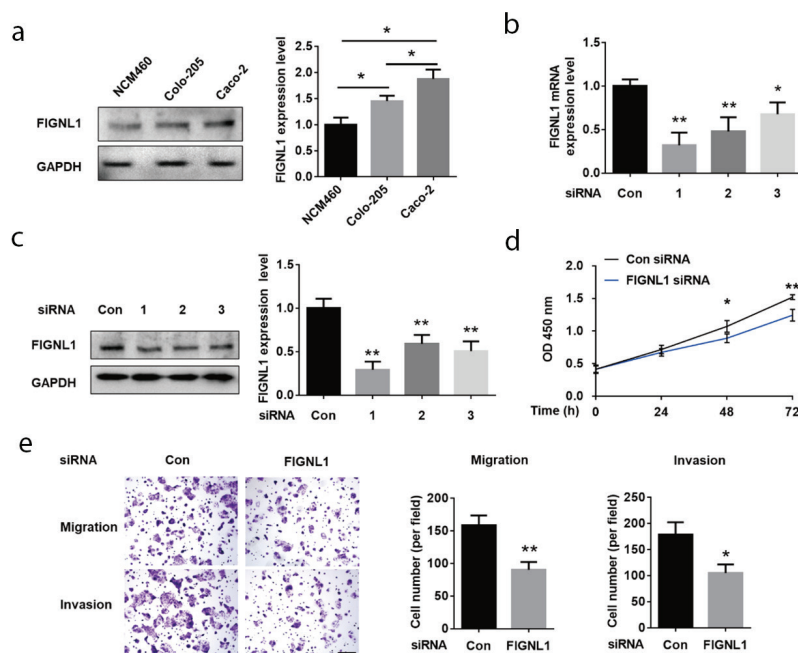 a
NCM460
Colo-205
Caco-2
FIGNL1
GAPDH
FIGNL1 expression level
2.5
2.0
1.5
1.0
0.5
0.0
*
*
*
NCM460
Colo-205
Caco-2
b
FIGNL1 mRNA
expression level
1.5
1.0
0.5
0.0
**
**
*
siRNA Con 1 2 3
c
siRNA Con 1 2 3
FIGNL1
GAPDH
FIGNL1 expression level
1.5
1.0
0.5
0.0
**
**
**
siRNA Con 1 2 3
d
Con siRNA
FIGNL1 siRNA
OD 450 nm
2.0
1.5
1.0
0.5
0.0
*
**
Time (h) 0 24 48 72
e
siRNA Con FIGNL1
Migration
Invasion
Migration
Cell number (per field)
200
150
100
50
0
**
siRNA Con FIGNL1
Invasion
Cell number (per field)
250
200
150
100
50
0
*
siRNA Con FIGNL1